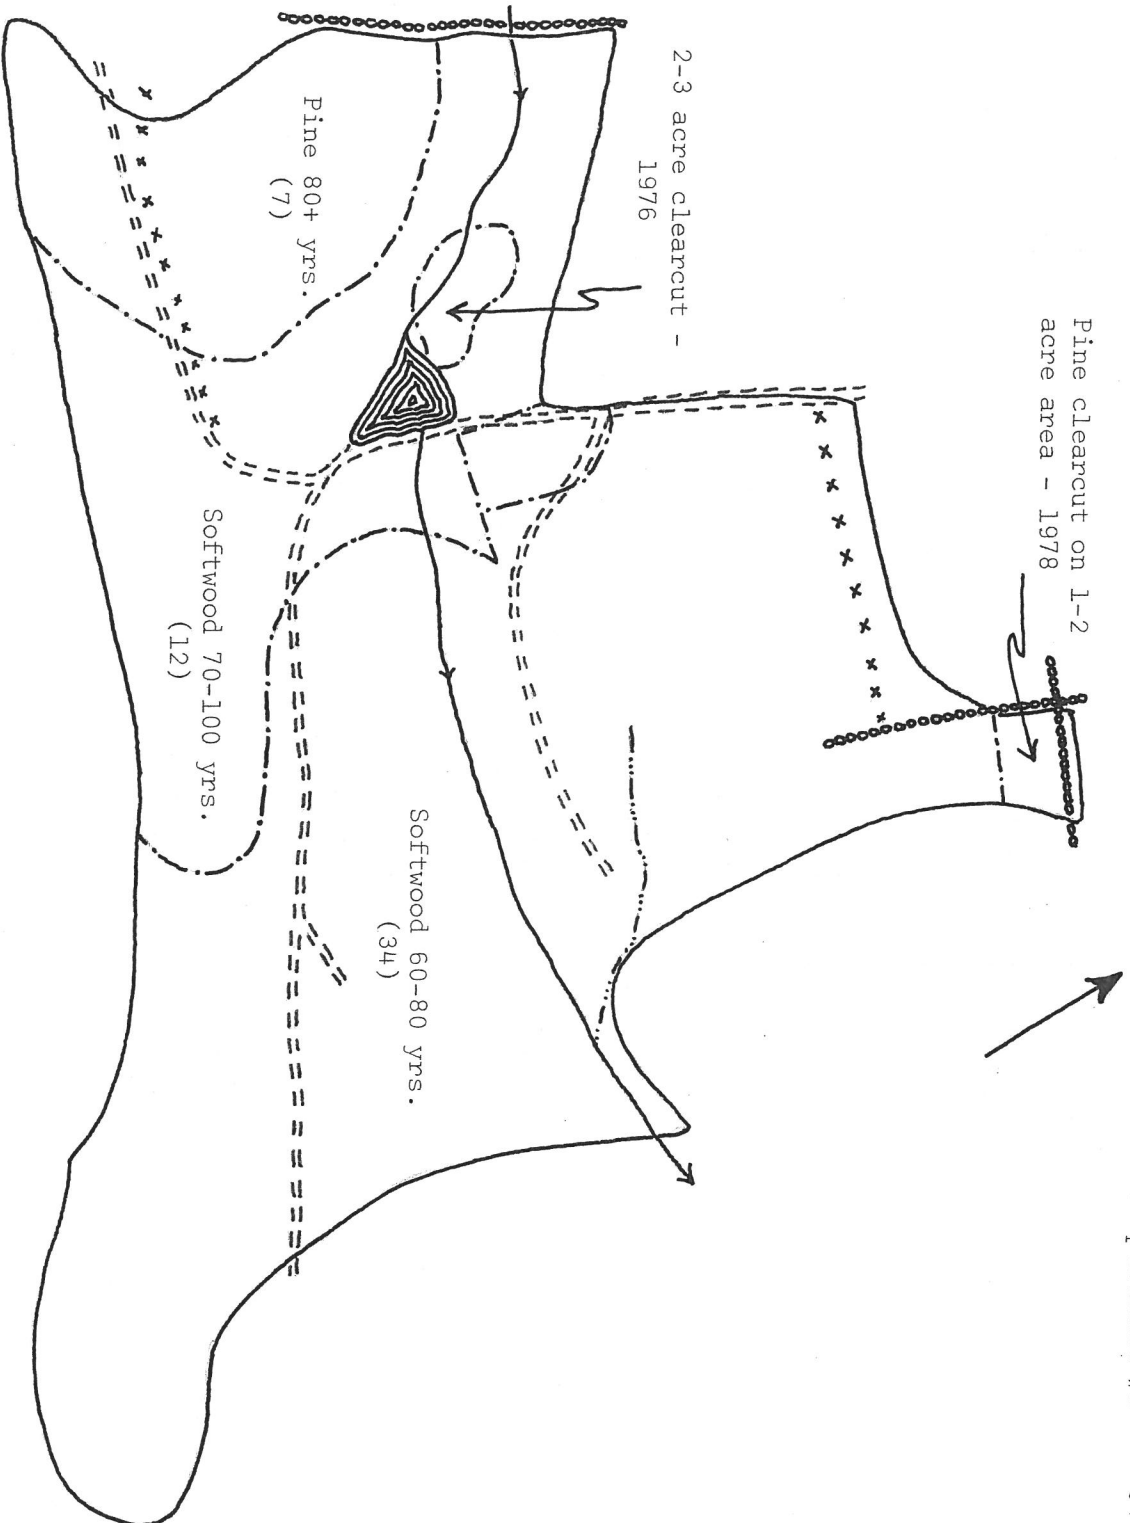 Pine clearcut on 1-2
acre area - 1978
2-3 acre clearcut -
1976
Pine 80+ yrs.
(7)
Softwood 60-80 yrs.
(34)
Softwood 70-100 yrs.
(12)